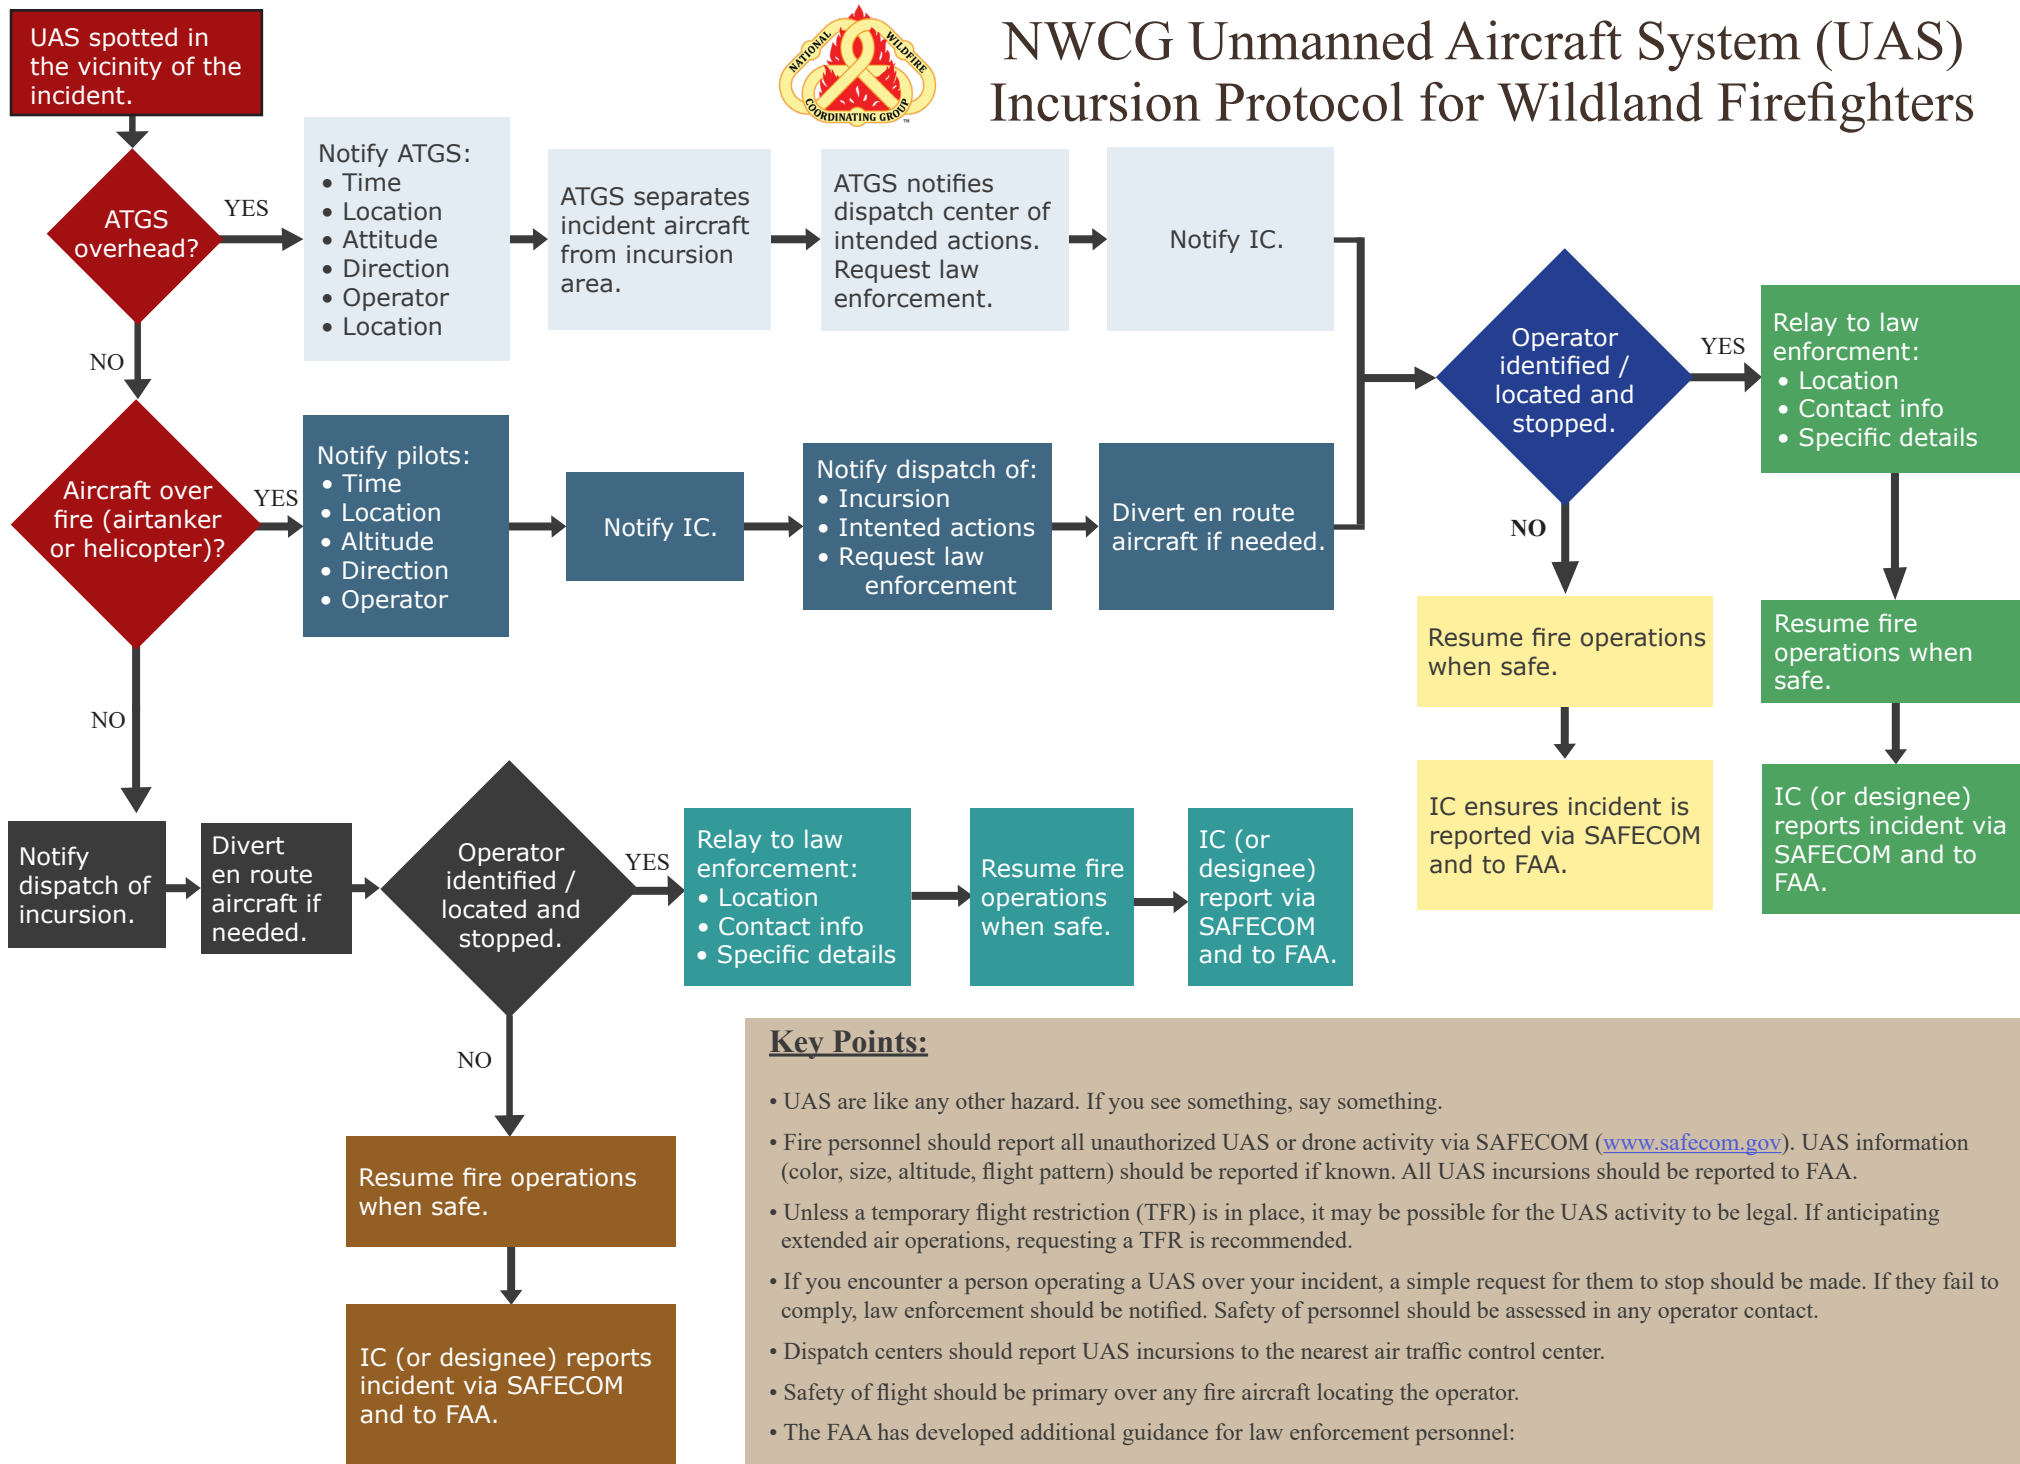 UAS spotted in
the vicinity of the
incident.
NATIONAL WILDFIRE
COORDINATING GROUP
™
NWCG Unmanned Aircraft System (UAS)
Incursion Protocol for Wildland Firefighters
ATGS
overhead?
YES
Notify ATGS:
• Time
• Location
• Attitude
• Direction
• Operator
• Location
ATGS separates
incident aircraft
from incursion
area.
ATGS notifies
dispatch center of
intended actions.
Request law
enforcement.
Notify IC.
NO
Aircraft over
fire (airtanker
or helicopter)?
YES
Notify pilots:
• Time
• Location
• Altitude
• Direction
• Operator
Notify IC.
Notify dispatch of:
• Incursion
• Intented actions
• Request law
enforcement
Divert en route
aircraft if needed.
Operator
identified /
located and
stopped.
YES
Relay to law
enforcment:
• Location
• Contact info
• Specific details
NO
Resume fire operations
when safe.
Resume fire
operations when
safe.
IC ensures incident is
reported via SAFECOM
and to FAA.
IC (or designee)
reports incident via
SAFECOM and to
FAA.
NO
Notify
dispatch of
incursion.
Divert
en route
aircraft if
needed.
Operator
identified /
located and
stopped.
YES
Relay to law
enforcement:
• Location
• Contact info
• Specific details
Resume fire
operations
when safe.
IC (or
designee)
report via
SAFECOM
and to FAA.
NO
Resume fire operations
when safe.
IC (or designee) reports
incident via SAFECOM
and to FAA.
Key Points:
• UAS are like any other hazard. If you see something, say something.
• Fire personnel should report all unauthorized UAS or drone activity via SAFECOM (www.safecom.gov). UAS information
(color, size, altitude, flight pattern) should be reported if known. All UAS incursions should be reported to FAA.
• Unless a temporary flight restriction (TFR) is in place, it may be possible for the UAS activity to be legal. If anticipating
extended air operations, requesting a TFR is recommended.
• If you encounter a person operating a UAS over your incident, a simple request for them to stop should be made. If they fail to
comply, law enforcement should be notified. Safety of personnel should be assessed in any operator contact.
• Dispatch centers should report UAS incursions to the nearest air traffic control center.
• Safety of flight should be primary over any fire aircraft locating the operator.
• The FAA has developed additional guidance for law enforcement personnel: